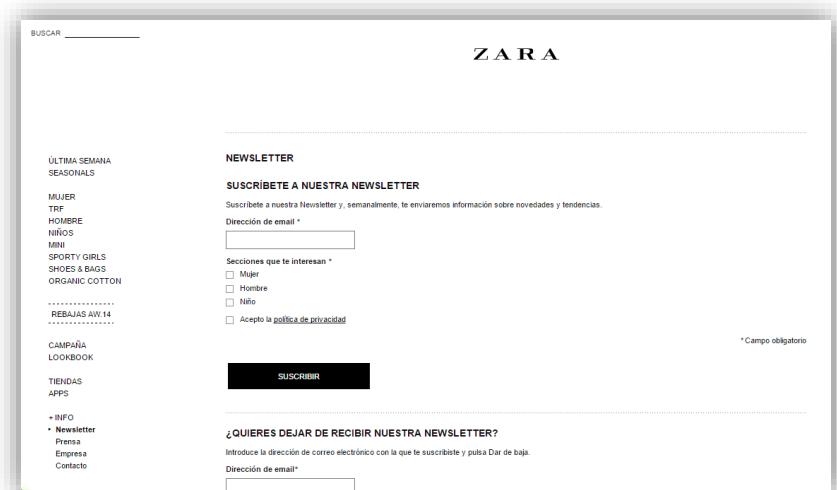 BUSCAR
ZARA
ÚLTIMA SEMANA
SEASONALS
MUJER
TRF
HOMBRE
NIÑOS
MINI
SPORTY GIRLS
SHOES & BAGS
ORGANIC COTTON
REBAJAS AW.14
CAMPAÑA
LOOKBOOK
TIENDAS
APPS
+ INFO
Newsletter
Prensa
Empresa
Contacto
NEWSLETTER
SUSCRÍBETE A NUESTRA NEWSLETTER
Suscríbete a nuestra Newsletter y, semanalmente, te enviaremos información sobre novedades y tendencias.
Dirección de email *
Secciones que te interesan *
Mujer
Hombre
Niño
Acepto la política de privacidad
* Campo obligatorio
SUSCRIBIR
¿QUIERES DEJAR DE RECIBIR NUESTRA NEWSLETTER?
Introduce la dirección de correo electrónico con la que te suscribiste y pulsa Dar de baja.
Dirección de email*